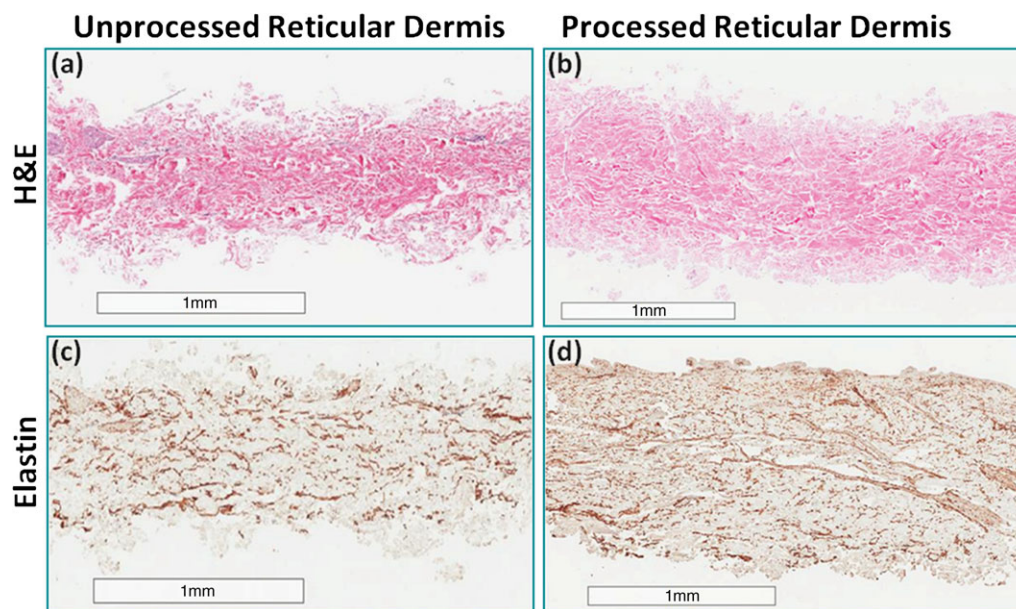 Unprocessed Reticular Dermis
Processed Reticular Dermis
H&E
(a)
1mm
(b)
1mm
Elastin
(c)
1mm
(d)
1mm